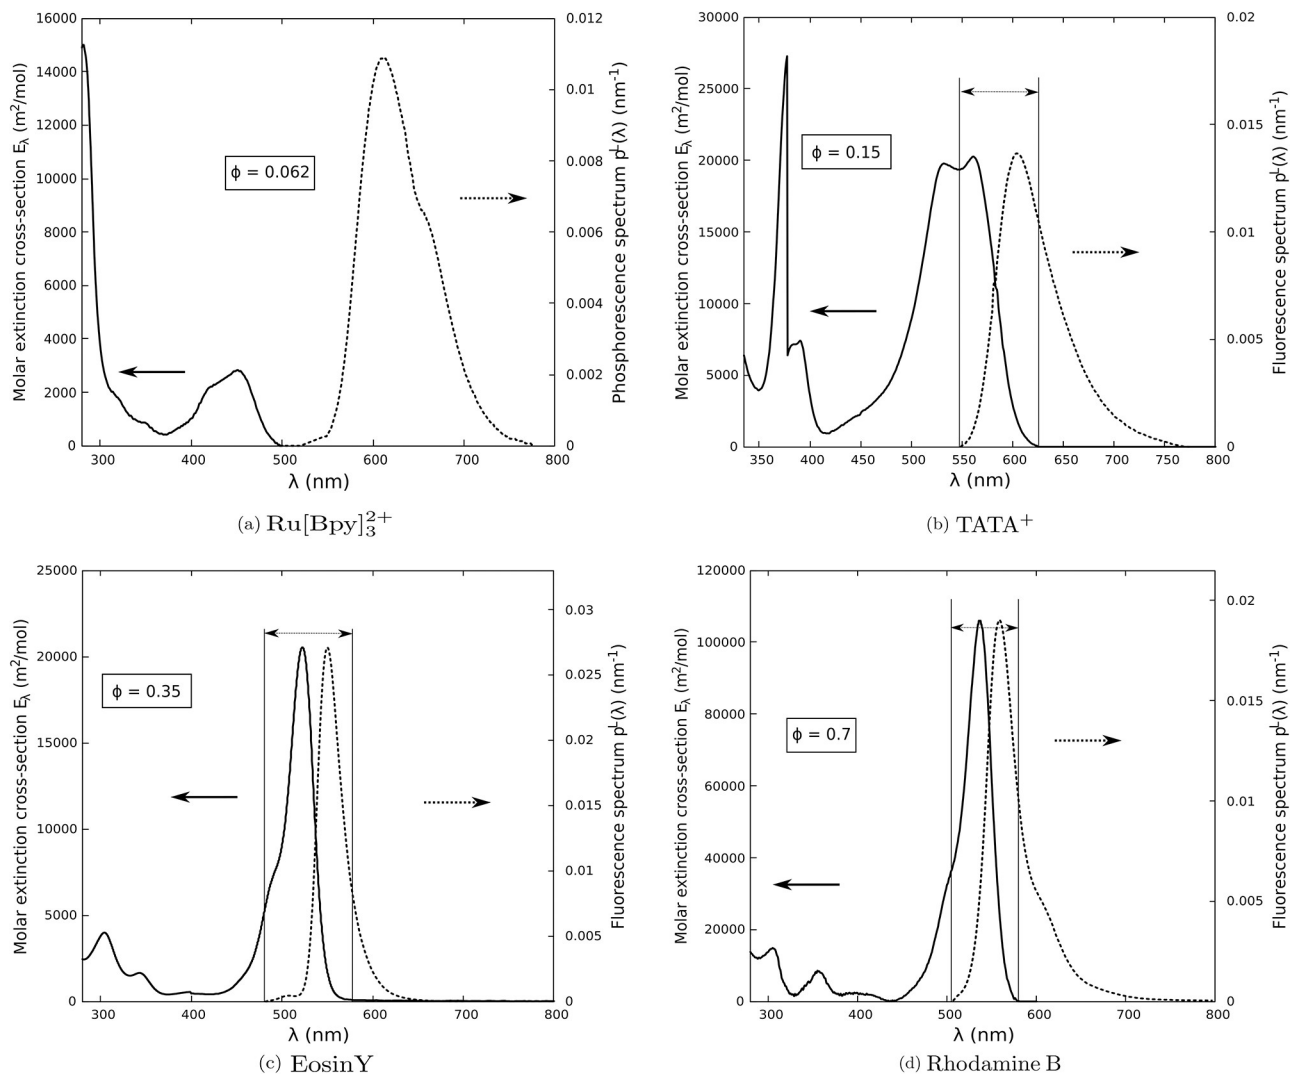 16000
14000
12000
10000
8000
6000
4000
2000
0
Molar extinction cross-section Eλ (m²/mol)
0.012
0.01
0.008
0.006
0.004
0.002
0
Phosphorescence spectrum pL(λ) (nm⁻¹)
ϕ = 0.062
300 400 500 600 700 800
λ (nm)
(a) Ru[Bpy]₃²⁺
30000
25000
20000
15000
10000
5000
0
Molar extinction cross-section Eλ (m²/mol)
0.02
0.015
0.01
0.005
0
Fluorescence spectrum pL(λ) (nm⁻¹)
ϕ = 0.15
350 400 450 500 550 600 650 700 750 800
λ (nm)
(b) TATA⁺
25000
20000
15000
10000
5000
0
Molar extinction cross-section Eλ (m²/mol)
0.03
0.025
0.02
0.015
0.01
0.005
0
Fluorescence spectrum pL(λ) (nm⁻¹)
ϕ = 0.35
300 400 500 600 700 800
λ (nm)
(c) EosinY
120000
100000
80000
60000
40000
20000
0
Molar extinction cross-section Eλ (m²/mol)
0.02
0.015
0.01
0.005
0
Fluorescence spectrum pL(λ) (nm⁻¹)
ϕ = 0.7
300 400 500 600 700 800
λ (nm)
(d) Rhodamine B